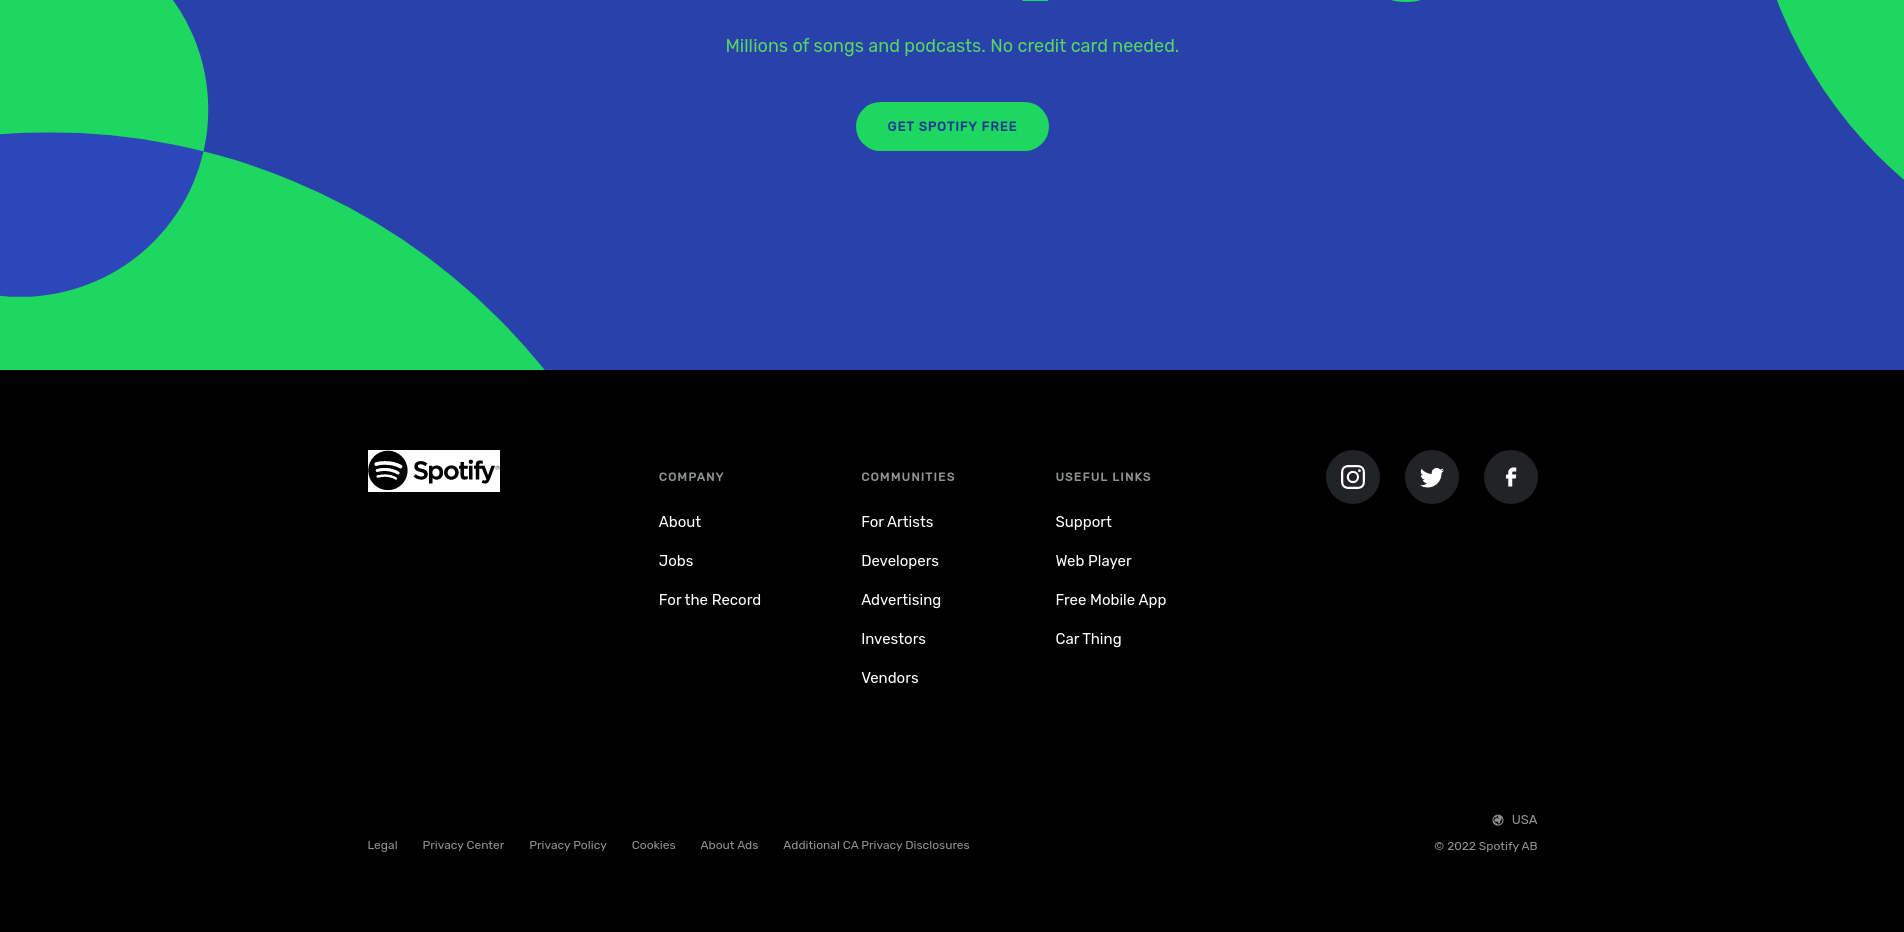 Millions of songs and podcasts. No credit card needed.
GET SPOTIFY FREE
Spotify
COMPANY
About
Jobs
For the Record
COMMUNITIES
For Artists
Developers
Advertising
Investors
Vendors
USEFUL LINKS
Support
Web Player
Free Mobile App
Car Thing
USA
Legal Privacy Center Privacy Policy Cookies About Ads Additional CA Privacy Disclosures
© 2022 Spotify AB